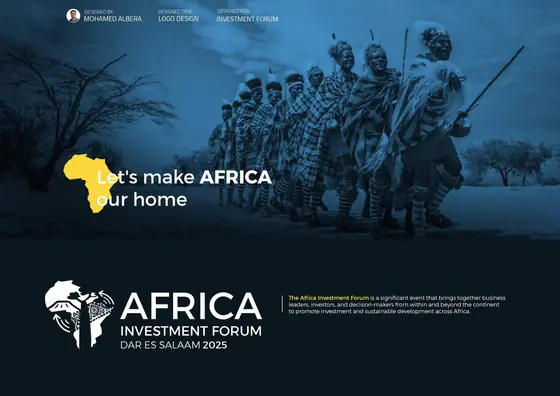 DESIGNED BY:
MOHAMED ALBERA
DESIGNED TYPE:
LOGO DESIGN
DESIGNED FOR:
INVESTMENT FORUM
Let's make AFRICA
our home
AFRICA
INVESTMENT FORUM
DAR ES SALAAM 2025
The Africa Investment Forum is a significant event that brings together business
leaders, investors, and decision-makers from within and beyond the continent
to promote investment and sustainable development across Africa.